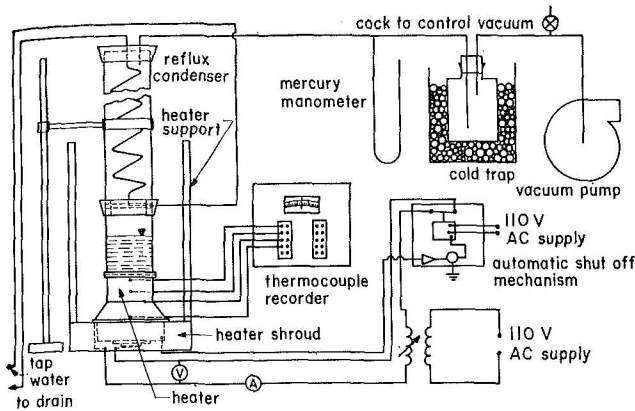 cock to control vacuum
reflux
condenser
heater
support
mercury
manometer
cold trap
vacuum pump
110 V
AC supply
automatic shut off
mechanism
thermocouple
recorder
heater shroud
110 V
AC supply
V
A
tap
water
to drain
heater